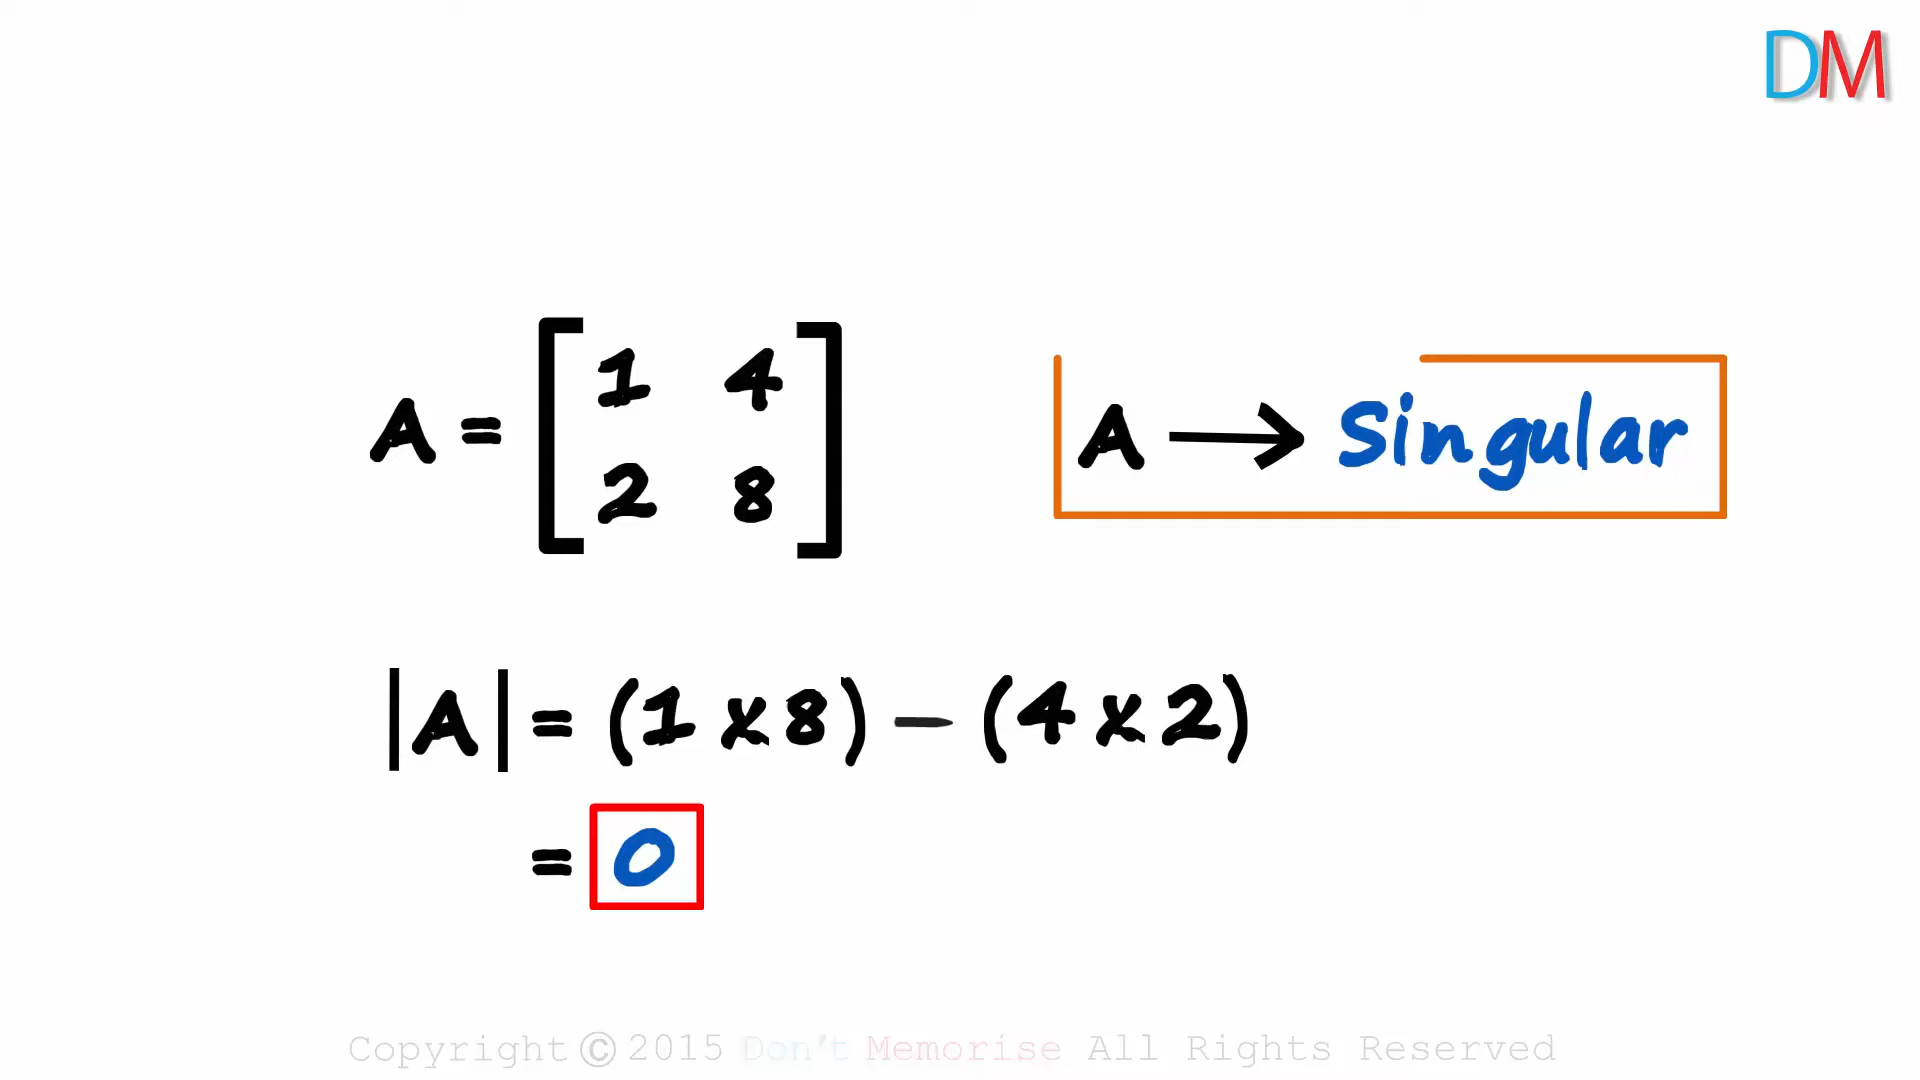 DM
A = [ 1 4
2 8 ]
A → Singular
|A| = (1 x 8) - (4 x 2)
= 0
Copyright © 2015 Don't Memorise All Rights Reserved